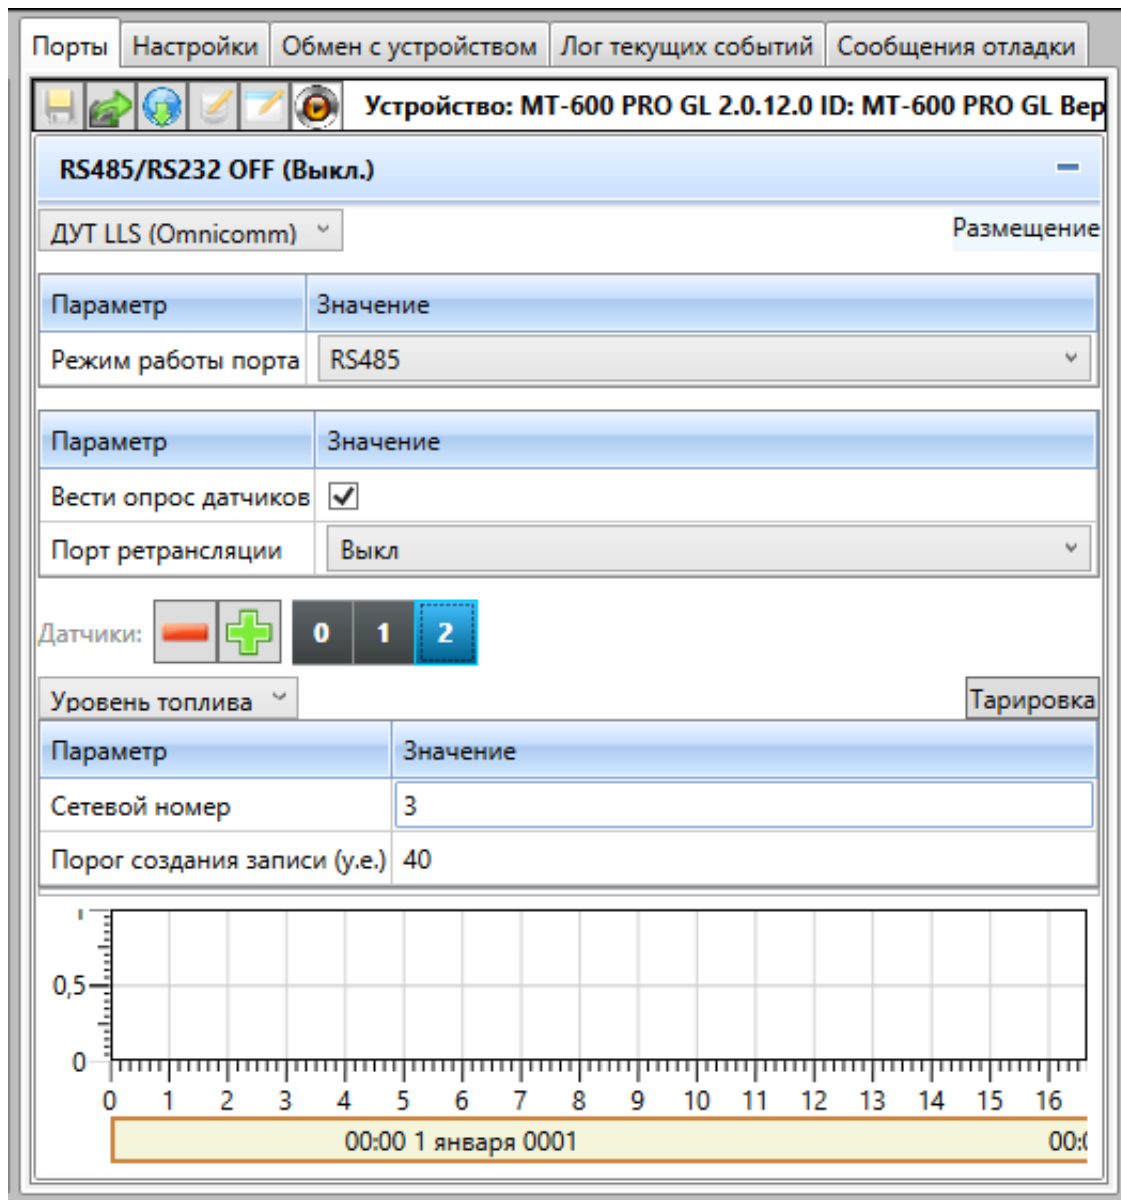 Порты Настройки Обмен с устройством Лог текущих событий Сообщения отладки
Устройство: MT-600 PRO GL 2.0.12.0 ID: MT-600 PRO GL Вер
RS485/RS232 OFF (Выкл.)
ДУТ LLS (Omnicomm) Размещение
Параметр Значение
Режим работы порта RS485
Параметр Значение
Вести опрос датчиков
Порт ретрансляции Выкл
Датчики: 0 1 2
Уровень топлива Тарировка
Параметр Значение
Сетевой номер 3
Порог создания записи (у.е.) 40
1
0,5
0
0 1 2 3 4 5 6 7 8 9 10 11 12 13 14 15 16
00:00 1 января 0001 00:0